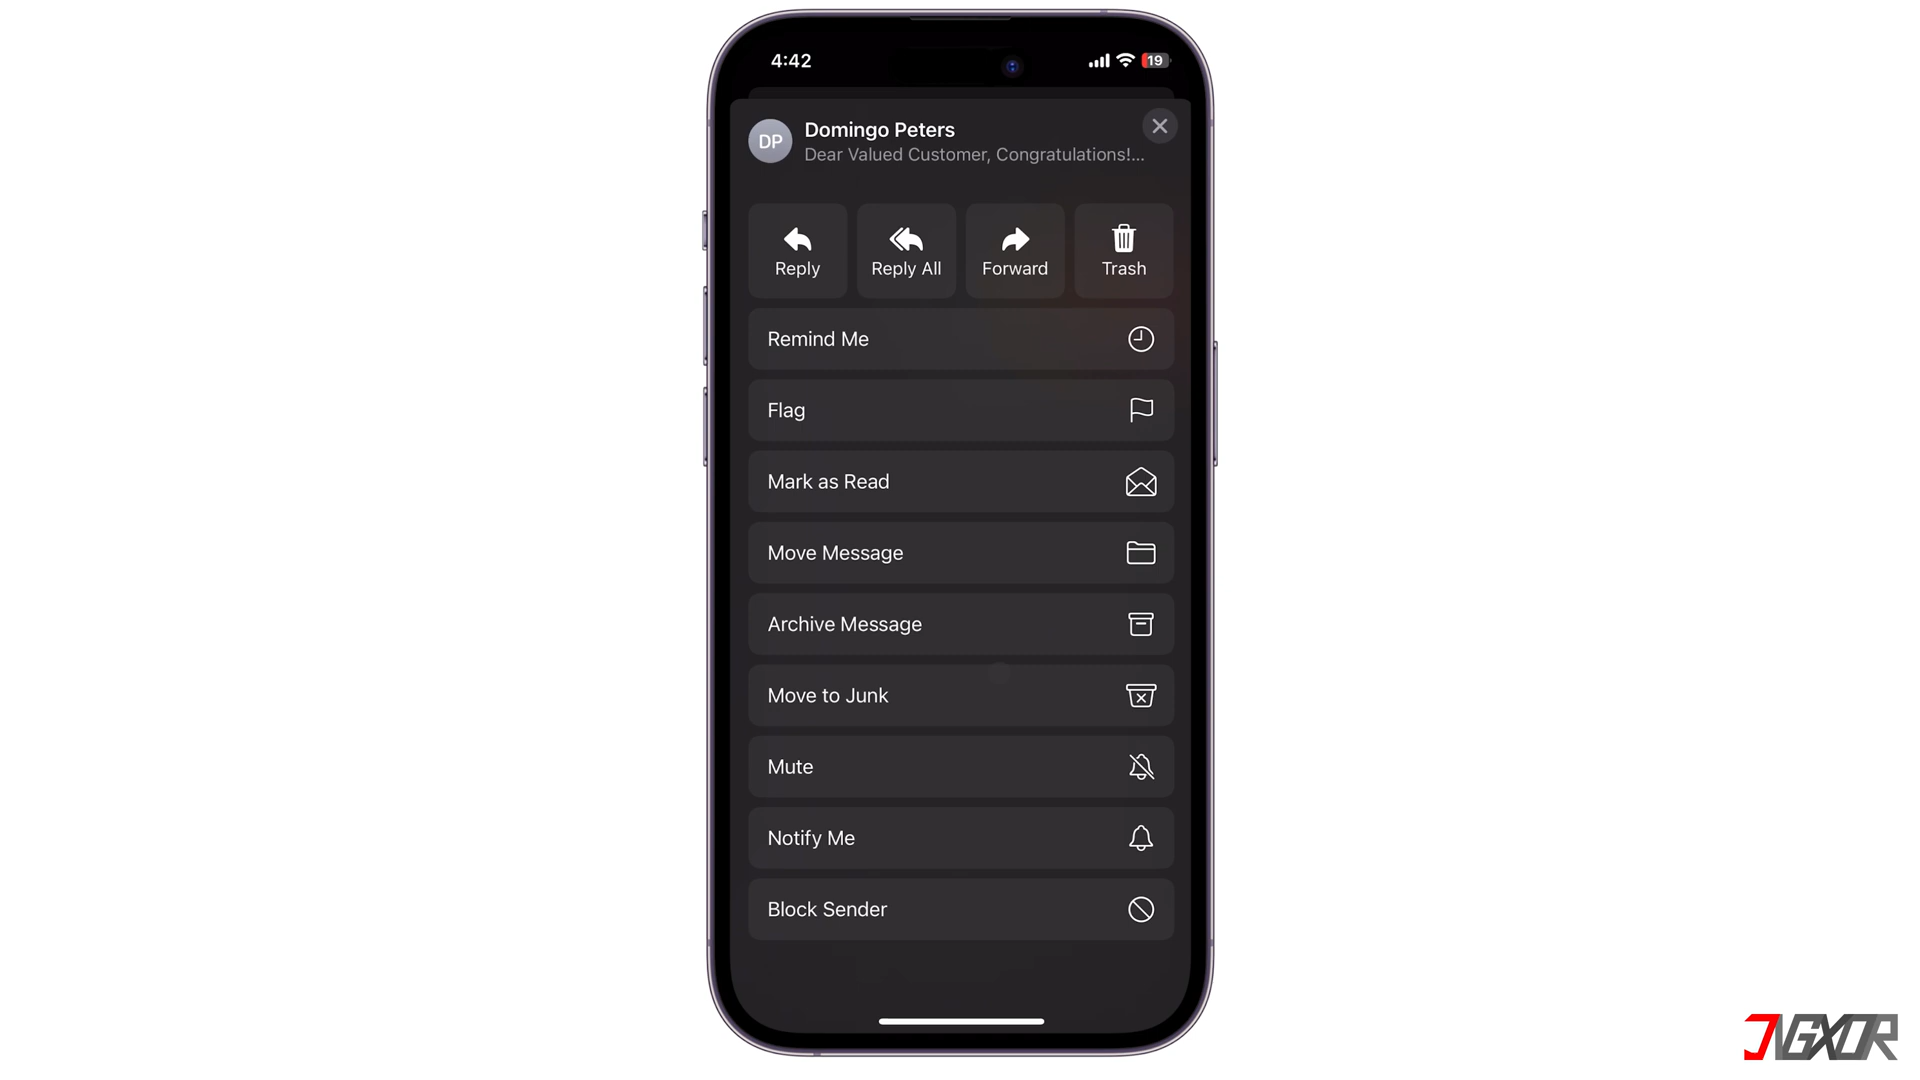 4:42
19
DP
Domingo Peters
Dear Valued Customer, Congratulations!...
Reply
Reply All
Forward
Trash
Remind Me
Flag
Mark as Read
Move Message
Archive Message
Move to Junk
Mute
Notify Me
Block Sender
JVGXOR